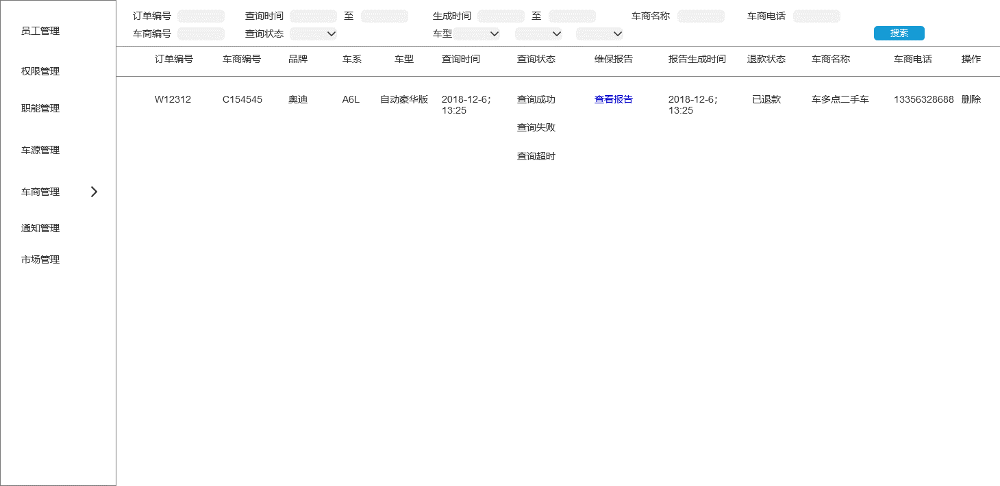 员工管理
权限管理
职能管理
车源管理
车商管理
通知管理
市场管理
订单编号 查询时间 至 生成时间 至 车商名称 车商电话
车商编号 查询状态 车型 搜索
订单编号 车商编号 品牌 车系 车型 查询时间 查询状态 维保报告 报告生成时间 退款状态 车商名称 车商电话 操作
W12312 C154545 奥迪 A6L 自动豪华版 2018-12-6； 查询成功 查看报告 2018-12-6； 已退款 车多点二手车 13356328688 删除
13:25 13:25
查询失败
查询超时